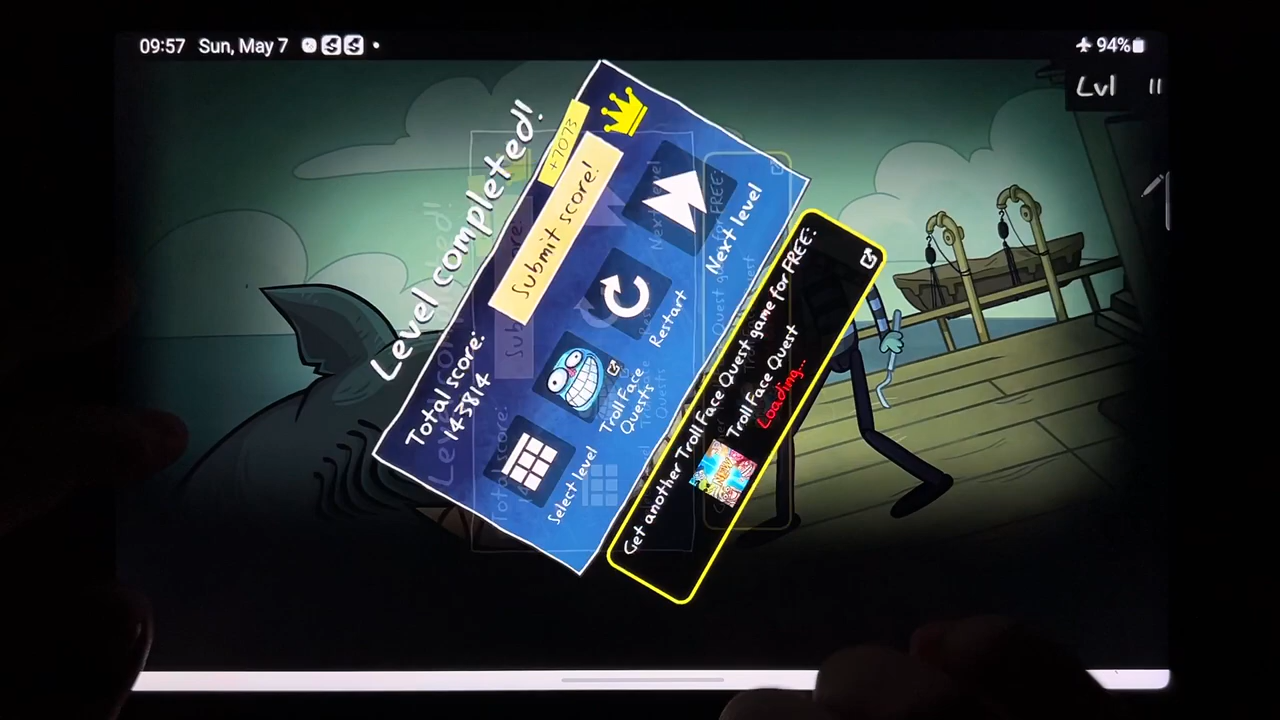 09:57 Sun, May 7
94%
Lvl
Level completed!
+7073
Total score:
143814
Submit score!
Select level
Troll Face
Quests
Restart
Next level
Get another Troll Face Quest game for FREE:
NEW
Troll Face Quest
Loading...